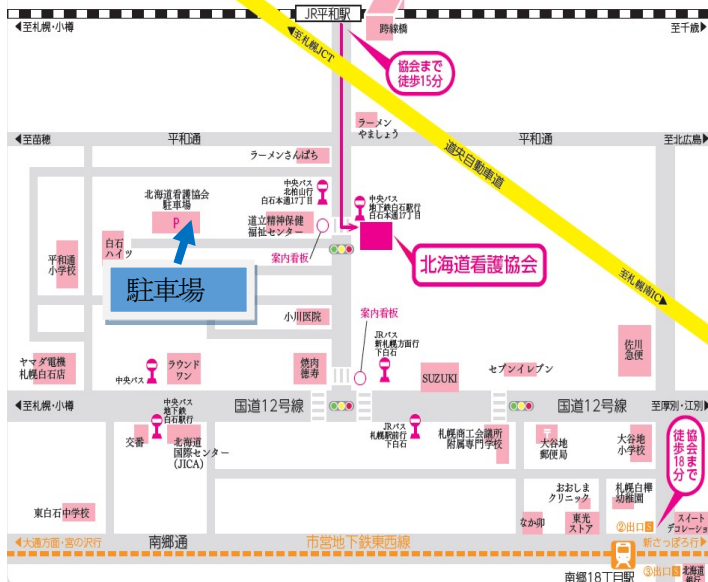 JR平和駅
◀至札幌・小樽
跨線橋
至千歳▶
◀至札幌JCT
協会まで
徒歩15分
ラーメン
やましょう
◀至苗穂
平和通
平和通
至北広島▶
道央自動車道
ラーメンさんぱち
中央バス
北柏山行
白石本通17丁目
中央バス
地下鉄白石駅行
白石本通17丁目
北海道看護協会
駐車場
P
道立精神保健
福祉センター
白石
ハイツ
案内看板
北海道看護協会
平和通
小学校
駐車場
至札幌南IC▶
小川医院
案内看板
JRバス
新札幌方面行
下白石
佐川
急便
ヤマダ電機
札幌白石店
中央バス
ラウンド
ワン
焼肉
徳寿
SUZUKI
セブンイレブン
◀至札幌・小樽
中央バス
地下鉄
白石駅行
国道12号線
国道12号線
至厚別・江別▶
交番
北海道
国際センター
(JICA)
JRバス
札幌駅前行
下白石
札幌商工会議所
附属専門学校
〒
大谷地
郵便局
大谷地
小学校
協会まで
徒歩18分
おおしま
クリニック
札幌白樺
幼稚園
東白石中学校
なか卯
東光
ストア
②出口S
スイート
デコレーショ
◀大通方面・宮の沢行
南郷通
市営地下鉄東西線
新さっぽろ行▶
南郷18丁目駅
③出口S
北海道
銀行